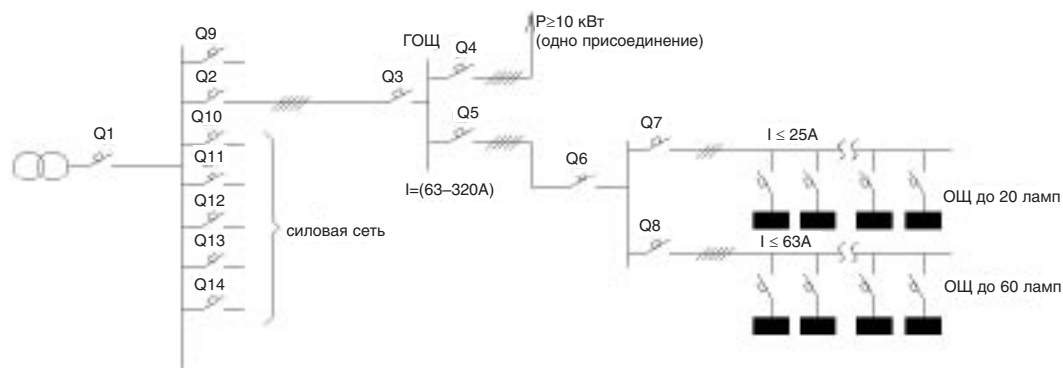 P≥10 кВт
(одно присоединение)
Q9
ГОЩ
Q4
Q2
Q3
Q10
Q5
Q1
Q11
Q7
I ≤ 25A
Q6
I=(63–320A)
ОЩ до 20 ламп
Q12
силовая сеть
Q8
I ≤ 63A
Q13
Q14
ОЩ до 60 ламп